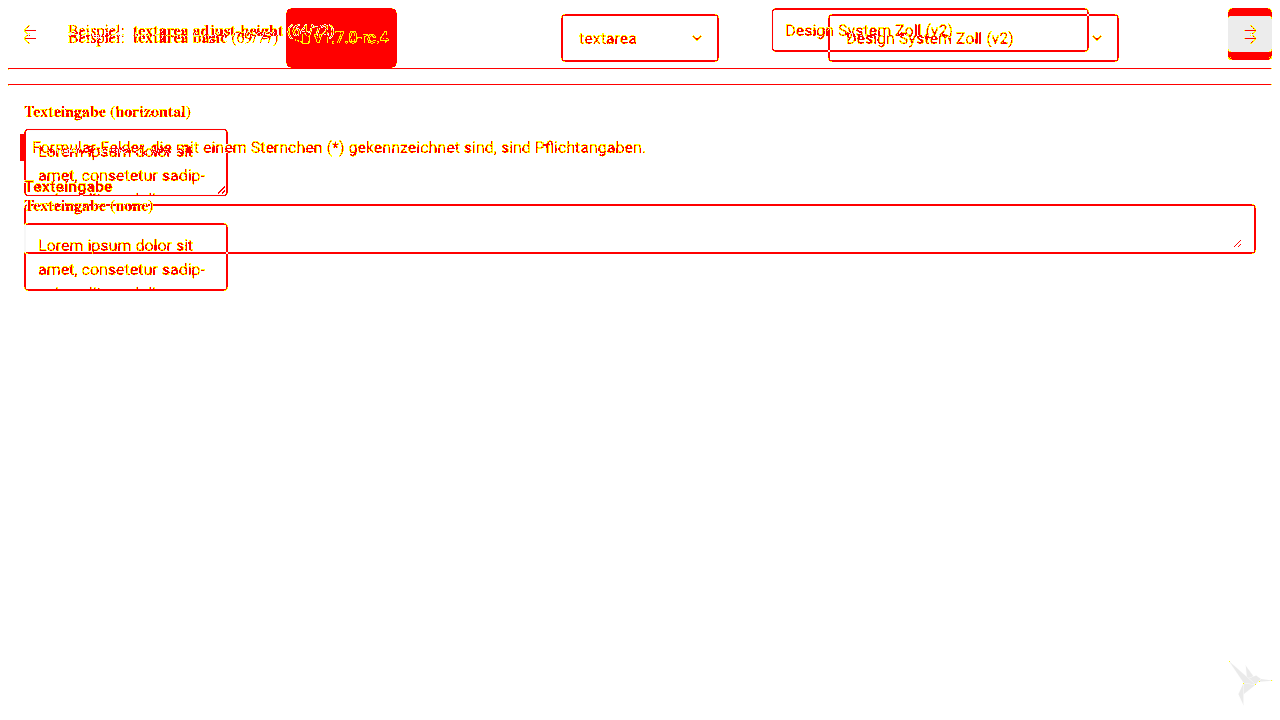 Beispiel: textarea adjust-height (64/72)
Beispiel: textarea basic
v1.7.0-rc.4
textarea
Design System Zoll (v2)
Design System Zoll (v2)
Texteingabe (horizontal)
Formular-Felder, die mit einem Sternchen (*) gekennzeichnet sind, sind Pflichtangaben.
Lorem ipsum dolor sit
amet, consetetur sadip-
Texteingabe
Texteingabe (none)
Lorem ipsum dolor sit
amet, consetetur sadip-